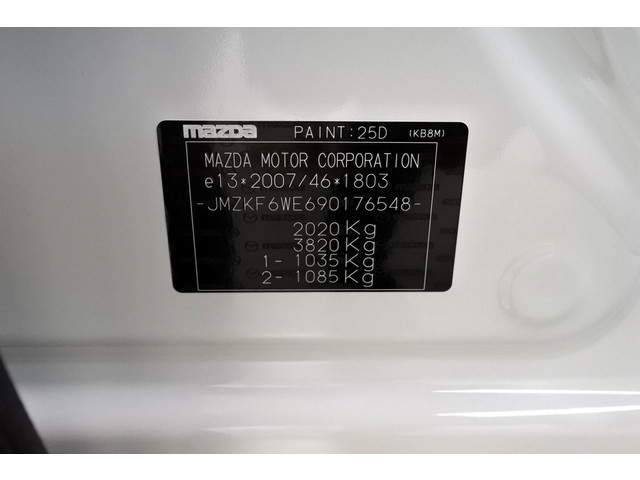 mazda PAINT:25D (KB8M)
MAZDA MOTOR CORPORATION
e13*2007/46*1803
-JMZKF6WE690176548-
2020Kg
3820Kg
1- 1035Kg
2- 1085Kg